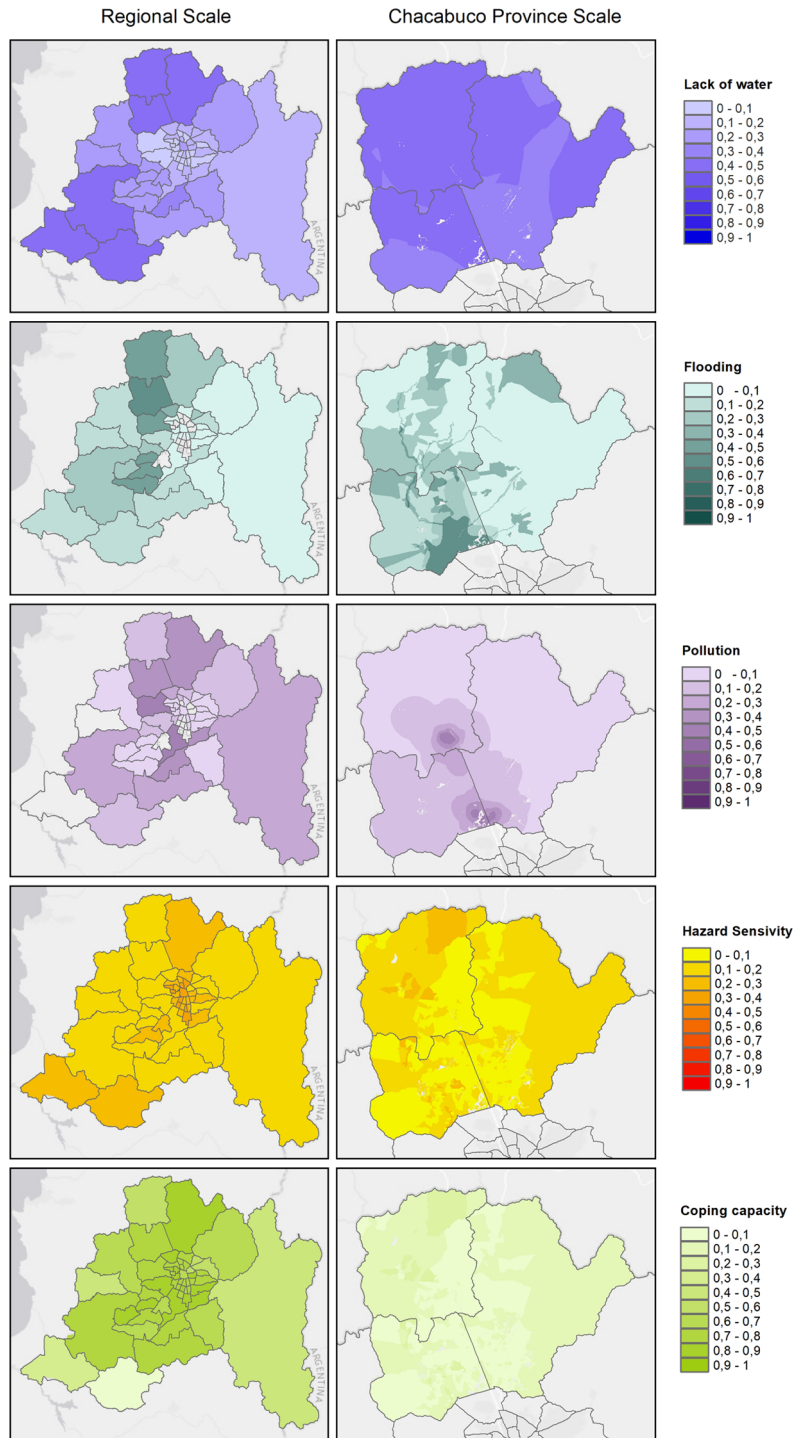 Regional Scale
Chacabuco Province Scale
ARGENTINA
Lack of water
0 - 0,1
0,1 - 0,2
0,2 - 0,3
0,3 - 0,4
0,4 - 0,5
0,5 - 0,6
0,6 - 0,7
0,7 - 0,8
0,8 - 0,9
0,9 - 1
ARGENTINA
Flooding
0 - 0,1
0,1 - 0,2
0,2 - 0,3
0,3 - 0,4
0,4 - 0,5
0,5 - 0,6
0,6 - 0,7
0,7 - 0,8
0,8 - 0,9
0,9 - 1
ARGENTINA
Pollution
0 - 0,1
0,1 - 0,2
0,2 - 0,3
0,3 - 0,4
0,4 - 0,5
0,5 - 0,6
0,6 - 0,7
0,7 - 0,8
0,8 - 0,9
0,9 - 1
ARGENTINA
Hazard Sensivity
0 - 0,1
0,1 - 0,2
0,2 - 0,3
0,3 - 0,4
0,4 - 0,5
0,5 - 0,6
0,6 - 0,7
0,7 - 0,8
0,8 - 0,9
0,9 - 1
ARGENTINA
Coping capacity
0 - 0,1
0,1 - 0,2
0,2 - 0,3
0,3 - 0,4
0,4 - 0,5
0,5 - 0,6
0,6 - 0,7
0,7 - 0,8
0,8 - 0,9
0,9 - 1